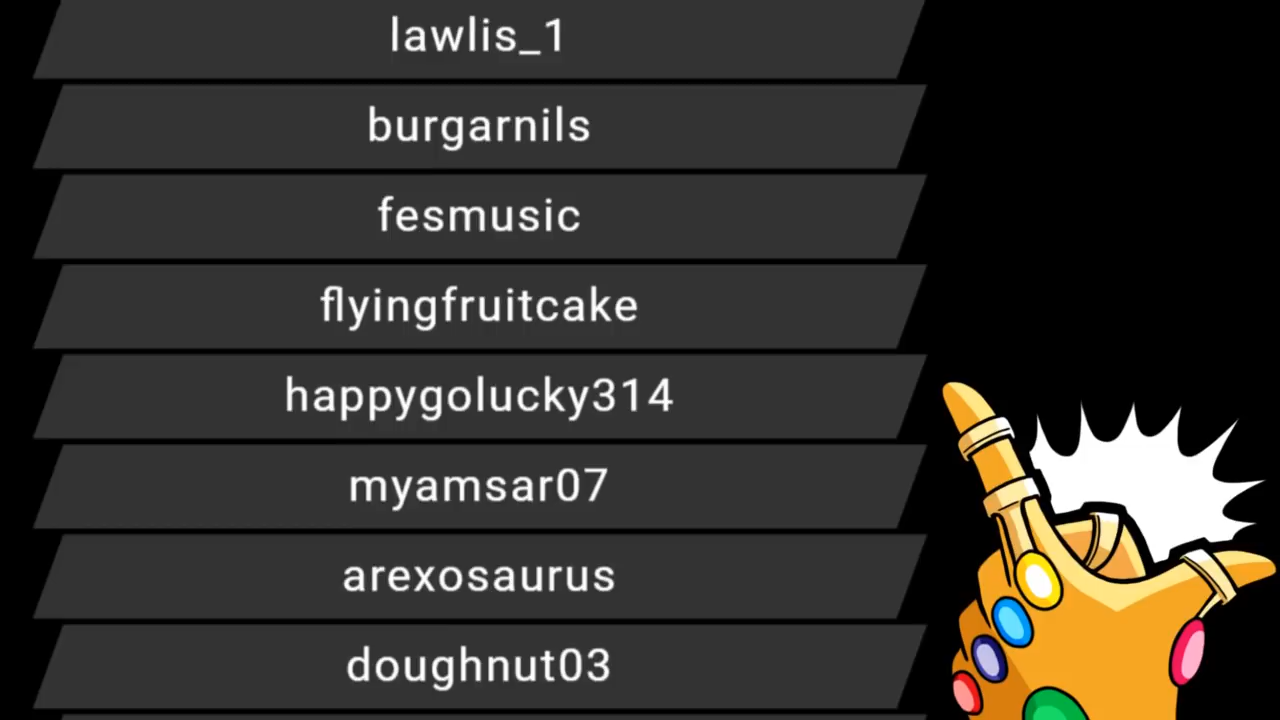 lawlis_1
burgarnils
fesmusic
flyingfruitcake
happygolucky314
myamsar07
arexosaurus
doughnut03